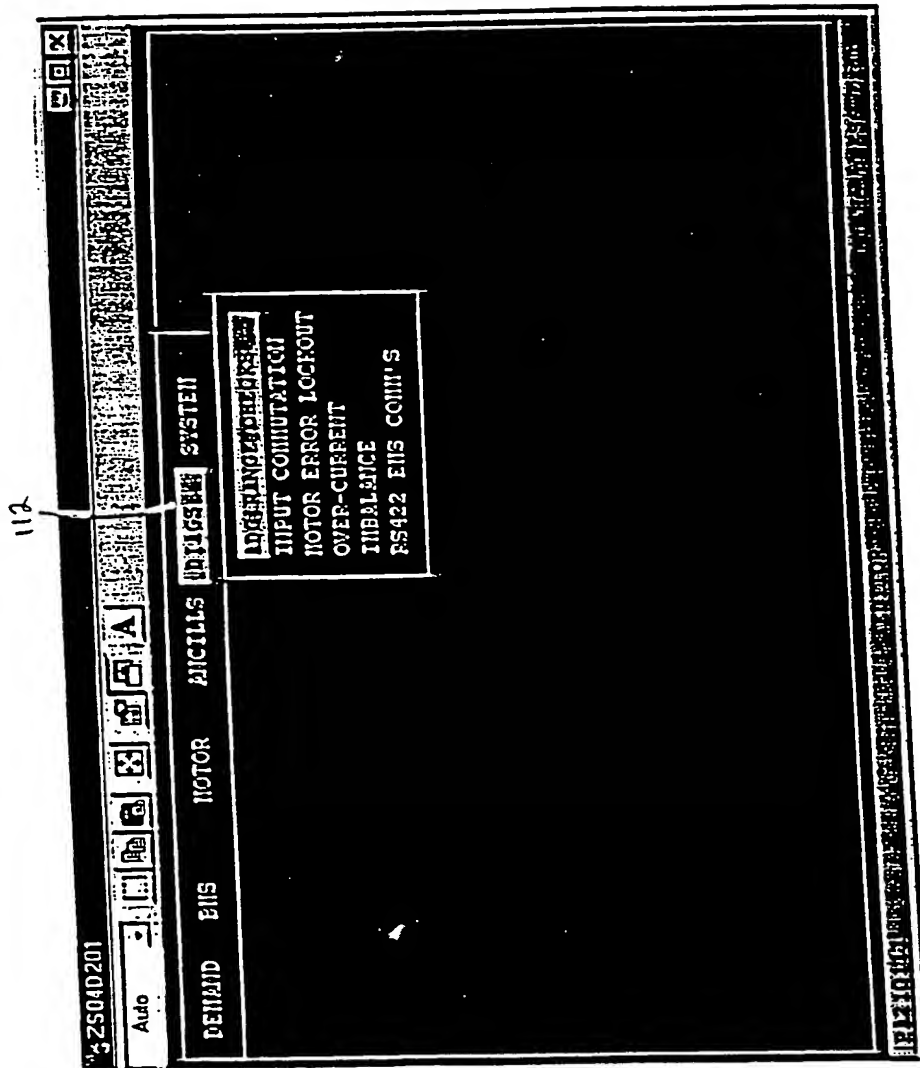 112
ZS04D201
Auto
A
DEMAND EMS MOTOR ANCILLS SYSTEM
INPUT COMMUTATION
MOTOR ERROR LOCKOUT
OVER-CURRENT
IMBALANCE
RS422 EMS COMM'S